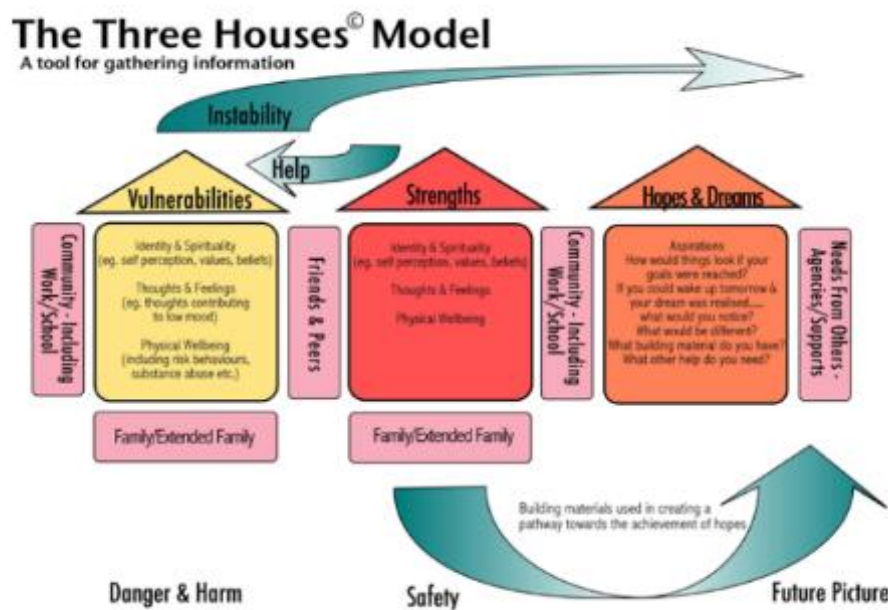 The Three Houses© Model
A tool for gathering information
Instability
Help
Vulnerabilities
Strengths
Hopes & Dreams
Community - Including
Work/School
Identity & Spirituality
(eg. self perception, values, beliefs)
Thoughts & Feelings
(eg. thoughts contributing
to low mood)
Physical Wellbeing
(including risk behaviours,
substance abuse etc.)
Friends & Peers
Identity & Spirituality
(eg. self perception, values, beliefs)
Thoughts & Feelings
Physical Wellbeing
Community - Including
Work/School
Aspirations
How would things look if your
goals were reached?
If you could wake up tomorrow &
your dream was realised.....
what would you notice?
What would be different?
What building material do you have?
What other help do you need?
Needs From Others -
Agencies/Supports
Family/Extended Family
Family/Extended Family
Building materials used in creating a
pathway towards the achievement of hopes.
Danger & Harm
Safety
Future Picture